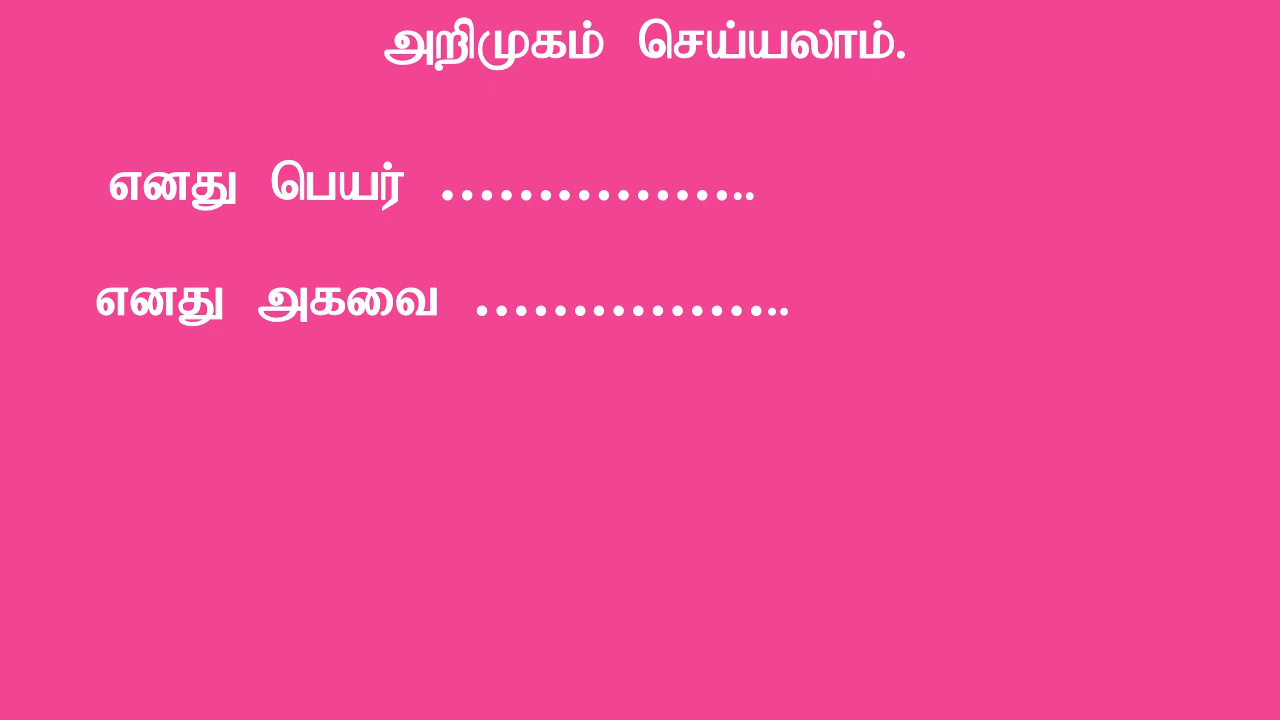 அறிமுகம் செய்யலாம்.
எனது பெயர் ……………..
எனது அகவை ……………..